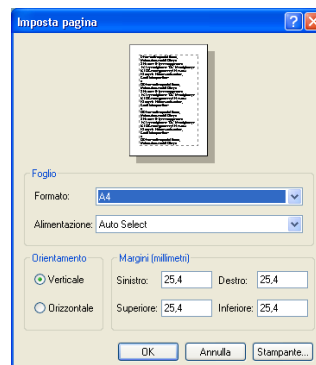 Imposta pagina
Foglio
Formato: A4
Alimentazione: Auto Select
Orientamento
Verticale
Orizzontale
Margini (millimetri)
Sinistro: 25,4 Destro: 25,4
Superiore: 25,4 Inferiore: 25,4
OK Annulla Stampante...